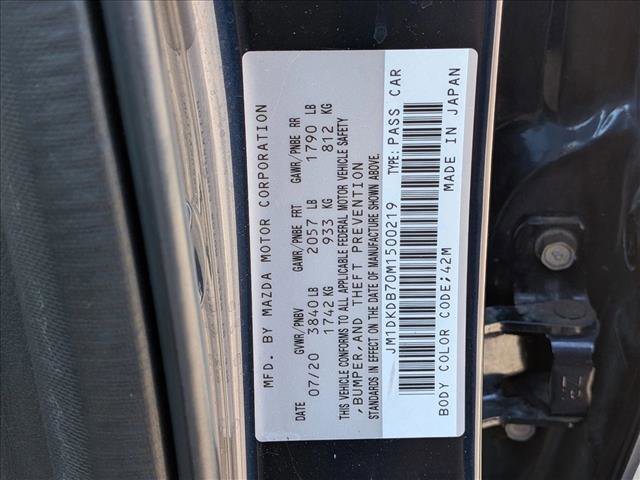 MFD. BY MAZDA MOTOR CORPORATION
DATE GVWR/PNBV GAWR/PNBE FRT GAWR/PNBE RR
07/20 3840 LB 2057 LB 1790 LB
1742 KG 933 KG 812 KG
THIS VEHICLE CONFORMS TO ALL APPLICABLE FEDERAL MOTOR VEHICLE SAFETY
,BUMPER,AND THEFT PREVENTION
STANDARDS IN EFFECT ON THE DATE OF MANUFACTURE SHOWN ABOVE.
JM1DKDB70M1500219 TYPE: PASS CAR
BODY COLOR CODE;42M MADE IN JAPAN